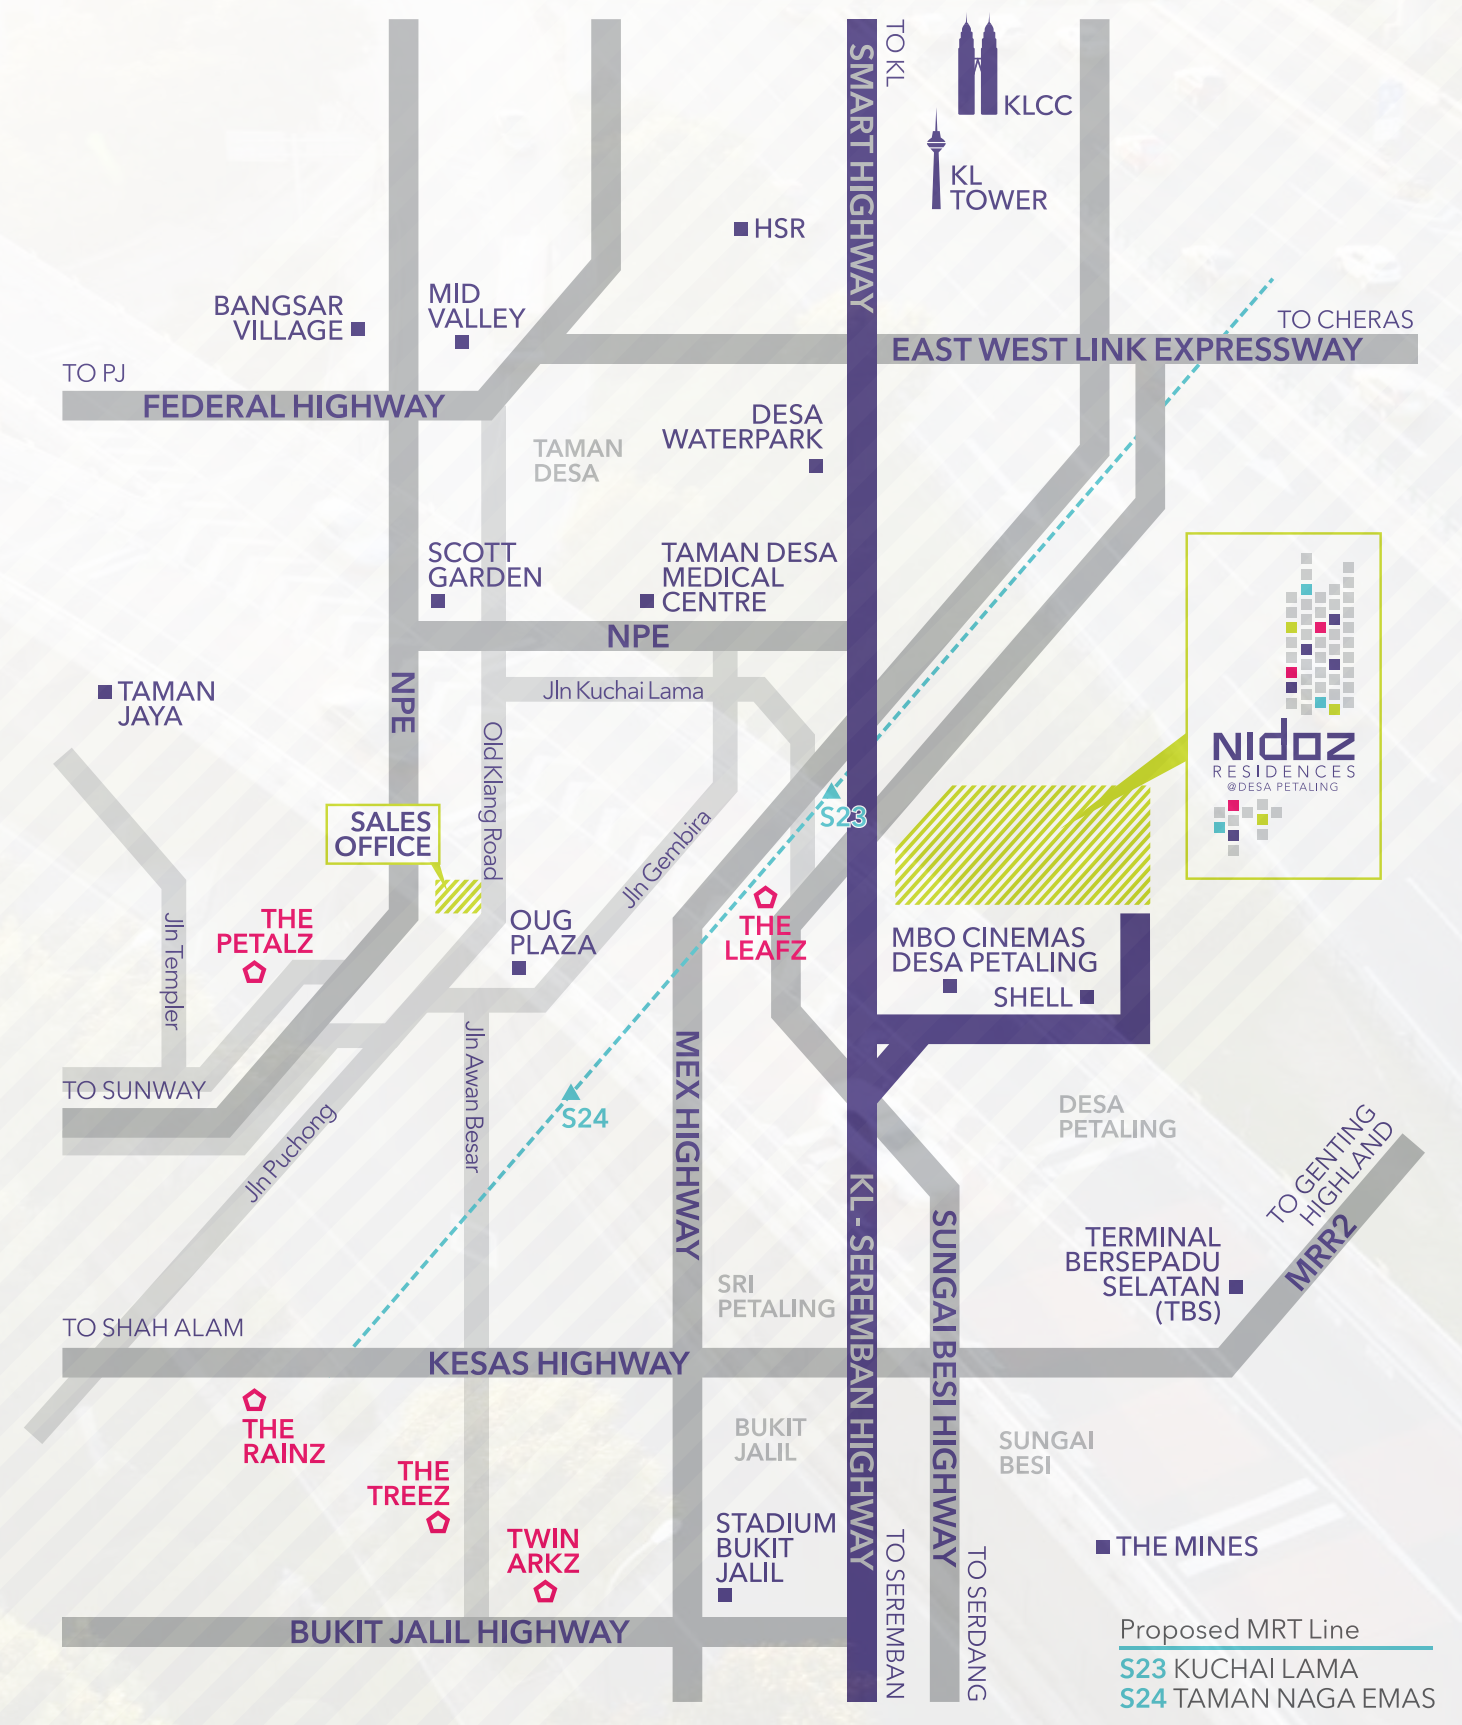 TO KL
SMART HIGHWAY
KLCC
KL
TOWER
HSR
BANGSAR
VILLAGE
MID
VALLEY
TO CHERAS
EAST WEST LINK EXPRESSWAY
TO PJ
FEDERAL HIGHWAY
TAMAN
DESA
DESA
WATERPARK
SCOTT
GARDEN
TAMAN DESA
MEDICAL
CENTRE
NPE
NPE
Jln Kuchai Lama
TAMAN
JAYA
Old Klang Road
NIdOZ
RESIDENCES
@DESA PETALING
SALES
OFFICE
S23
Jln Gembira
Jln Templer
THE
PETALZ
OUG
PLAZA
THE
LEAFZ
MBO CINEMAS
DESA PETALING
SHELL
TO SUNWAY
Jln Puchong
Jln Awan Besar
S24
MEX HIGHWAY
DESA
PETALING
TO GENTING
HIGHLAND
MRR2
KL - SEREMBAN HIGHWAY
SUNGAI BESI HIGHWAY
TERMINAL
BERSEPADU
SELATAN
(TBS)
SRI
PETALING
TO SHAH ALAM
KESAS HIGHWAY
THE
RAINZ
THE
TREEZ
TWIN
ARKZ
BUKIT
JALIL
SUNGAI
BESI
STADIUM
BUKIT
JALIL
THE MINES
TO SEREMBAN
TO SERDANG
BUKIT JALIL HIGHWAY
Proposed MRT Line
S23 KUCHAI LAMA
S24 TAMAN NAGA EMAS